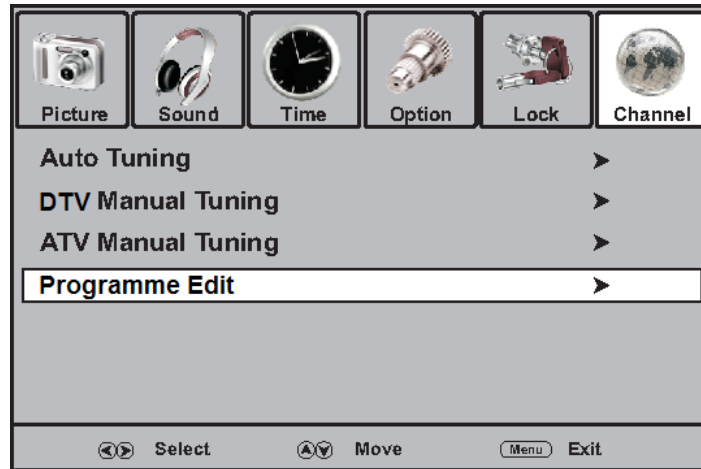 Picture Sound Time Option Lock Channel
Auto Tuning
DTV Manual Tuning
ATV Manual Tuning
Programme Edit
Select Move Menu Exit